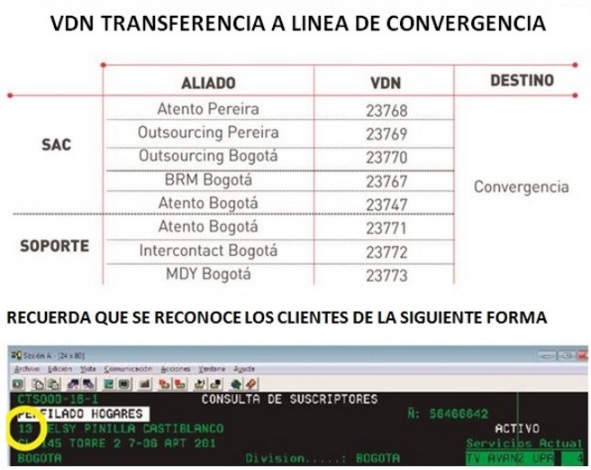 VDN TRANSFERENCIA A LINEA DE CONVERGENCIA
ALIADO VDN DESTINO
SAC
Atento Pereira 23768
Outsourcing Pereira 23769
Outsourcing Bogotá 23770
BRM Bogotá 23767
Atento Bogotá 23747
Convergencia
SOPORTE
Atento Bogotá 23771
Intercontact Bogotá 23772
MDY Bogotá 23773
RECUERDA QUE SE RECONOCE LOS CLIENTES DE LA SIGUIENTE FORMA
Sesión A - [24 x 80]
Archivo Edición Vista Comunicación Acciones Ventana Ayuda
CTS000-16-1 CONSULTA DE SUSCRIPTORES
PERFILADO HOGARES Ñ: 56466642
13 ELSY PINILLA CASTIBLANCO ACTIVO
CL 145 TORRE 2 7-08 APT 201 Servicios Actual
BOGOTA Division.....: BOGOTA TV AVANZ UPR 4